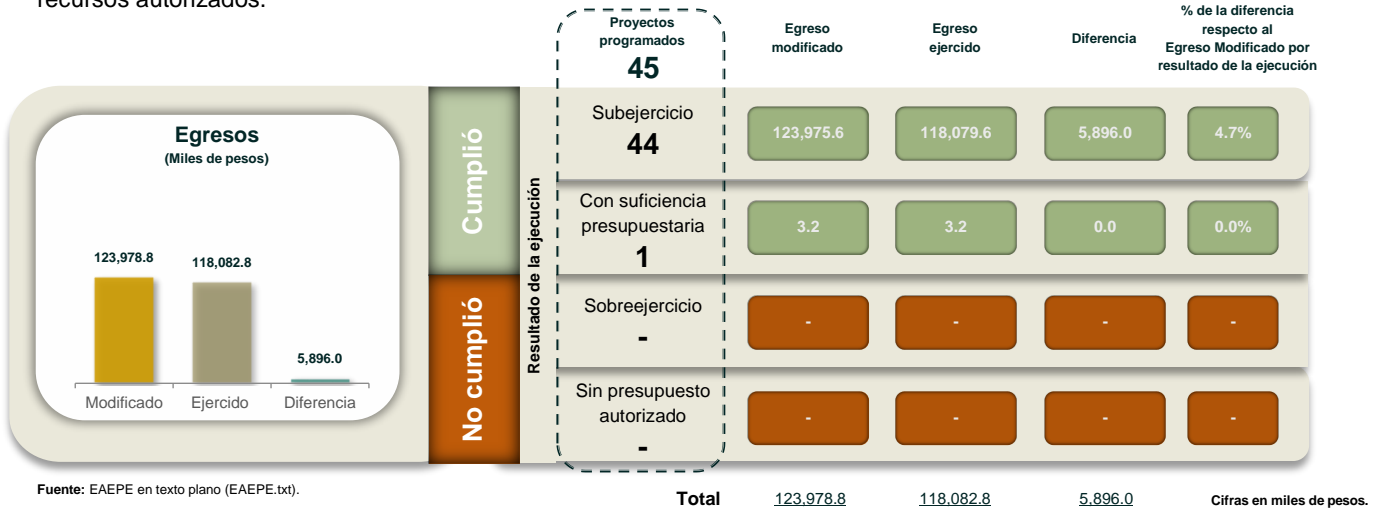 recursos autorizados.
Proyectos
programados
45
Egreso
modificado
Egreso
ejercido
Diferencia
% de la diferencia
respecto al
Egreso Modificado por
resultado de la ejecución
Egresos
(Miles de pesos)
123,978.8
118,082.8
5,896.0
Modificado
Ejercido
Diferencia
Cumplió
No cumplió
Resultado de la ejecución
Subejercicio
44
123,975.6
118,079.6
5,896.0
4.7%
Con suficiencia
presupuestaria
1
3.2
3.2
0.0
0.0%
Sobreejercicio
-
-
-
-
-
Sin presupuesto
autorizado
-
-
-
-
-
Fuente: EAEPE en texto plano (EAEPE.txt).
Total
123,978.8
118,082.8
5,896.0
Cifras en miles de pesos.